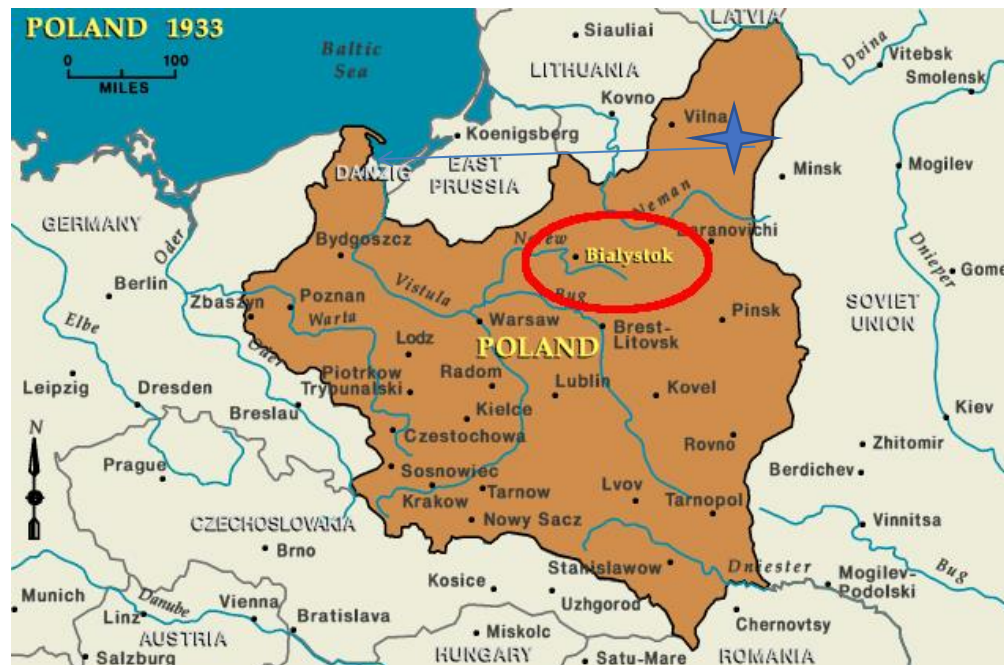 POLAND 1933
0 100
MILES
Baltic
Sea
LATVIA
Siauliai
LITHUANIA
Dvina
Vitebsk
Smolensk
Kovno
Vilna
Koenigsberg
DANZIG
EAST
PRUSSIA
Minsk
Mogilev
GERMANY
Oder
Neman
Bydgoszcz
Narew
Bialystok
Baranovichi
Dnieper
Gome
Berlin
Zbaszyn
Poznan
Warta
Vistula
Bug
Warsaw
Brest-
Litovsk
Pinsk
SOVIET
UNION
Elbe
Lodz
POLAND
Oder
Leipzig
Dresden
Piotrkow
Trybunalski
Radom
Lublin
Kovel
Breslau
Kielce
Kiev
N
Czestochowa
Rovno
Zhitomir
Prague
Sosnowiec
Berdichev
Krakow
Tarnow
Lvov
Tarnopol
CZECHOSLOVAKIA
Nowy Sacz
Vinnitsa
Brno
Stanislawow
Dniester
Bug
Kosice
Mogilev-
Podolski
Munich
Danube
Vienna
Uzhgorod
Linz
Bratislava
Chernovtsy
AUSTRIA
Miskolc
Salzburg
HUNGARY
Satu-Mare
ROMANIA